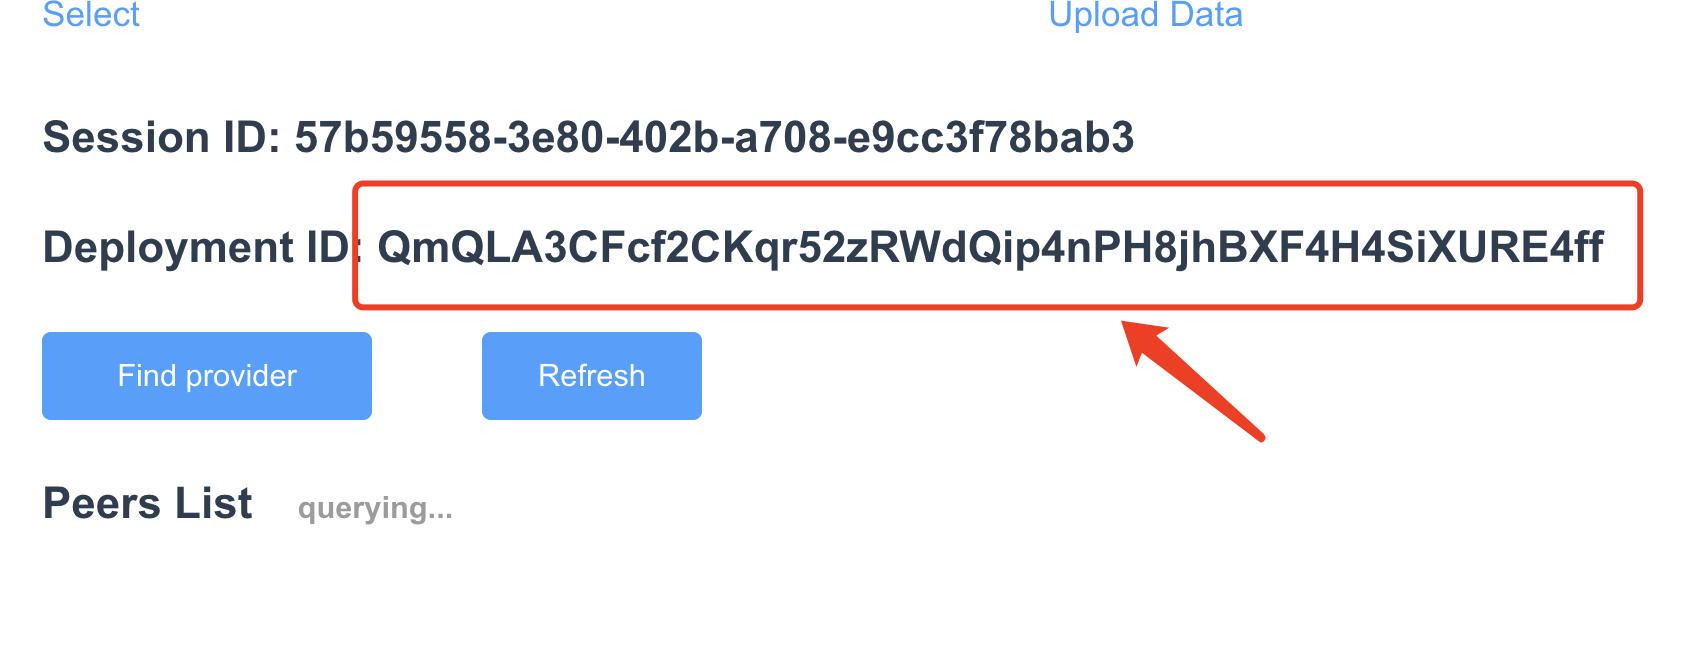 Select
Upload Data
Session ID: 57b59558-3e80-402b-a708-e9cc3f78bab3
Deployment ID: QmQLA3CFcf2CKqr52zRWdQip4nPH8jhBXF4H4SiXURE4ff
Find provider
Refresh
Peers List querying...